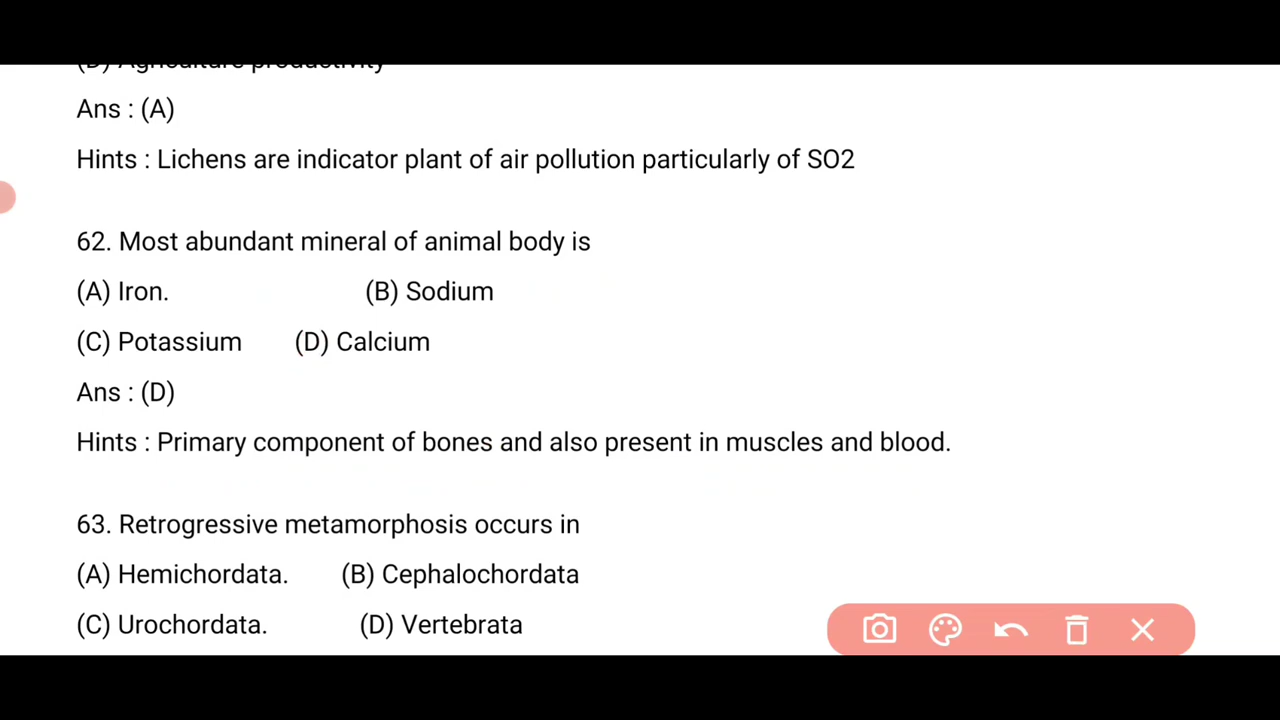 (D) Agriculture productivity
Ans : (A)
Hints : Lichens are indicator plant of air pollution particularly of SO2
62. Most abundant mineral of animal body is
(A) Iron. (B) Sodium
(C) Potassium (D) Calcium
Ans : (D)
Hints : Primary component of bones and also present in muscles and blood.
63. Retrogressive metamorphosis occurs in
(A) Hemichordata. (B) Cephalochordata
(C) Urochordata. (D) Vertebrata